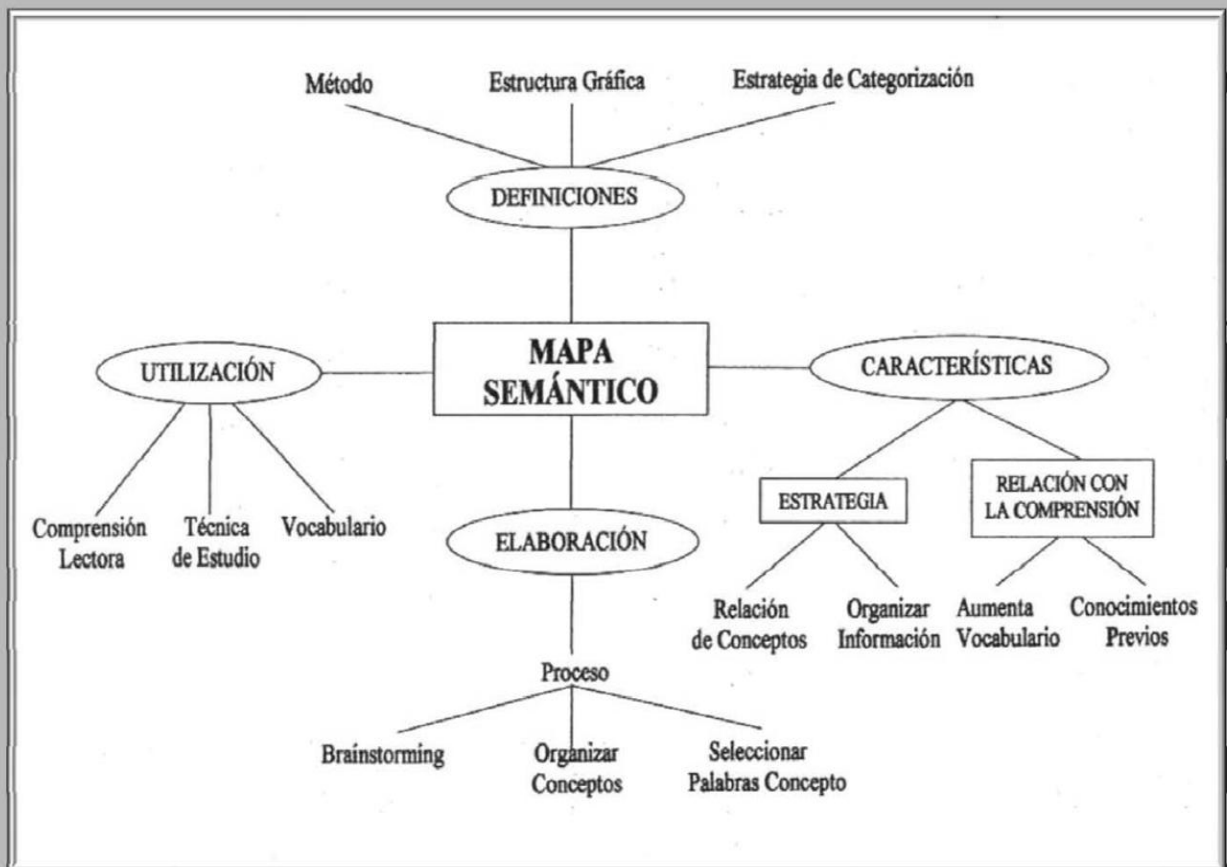 Método
Estructura Gráfica
Estrategia de Categorización
DEFINICIONES
MAPA
SEMÁNTICO
UTILIZACIÓN
Comprensión
Lectora
Técnica
de Estudio
Vocabulario
CARACTERÍSTICAS
ESTRATEGIA
RELACIÓN CON
LA COMPRENSIÓN
Relación
de Conceptos
Organizar
Información
Aumenta
Vocabulario
Conocimientos
Previos
ELABORACIÓN
Proceso
Brainstorming
Organizar
Conceptos
Seleccionar
Palabras Concepto